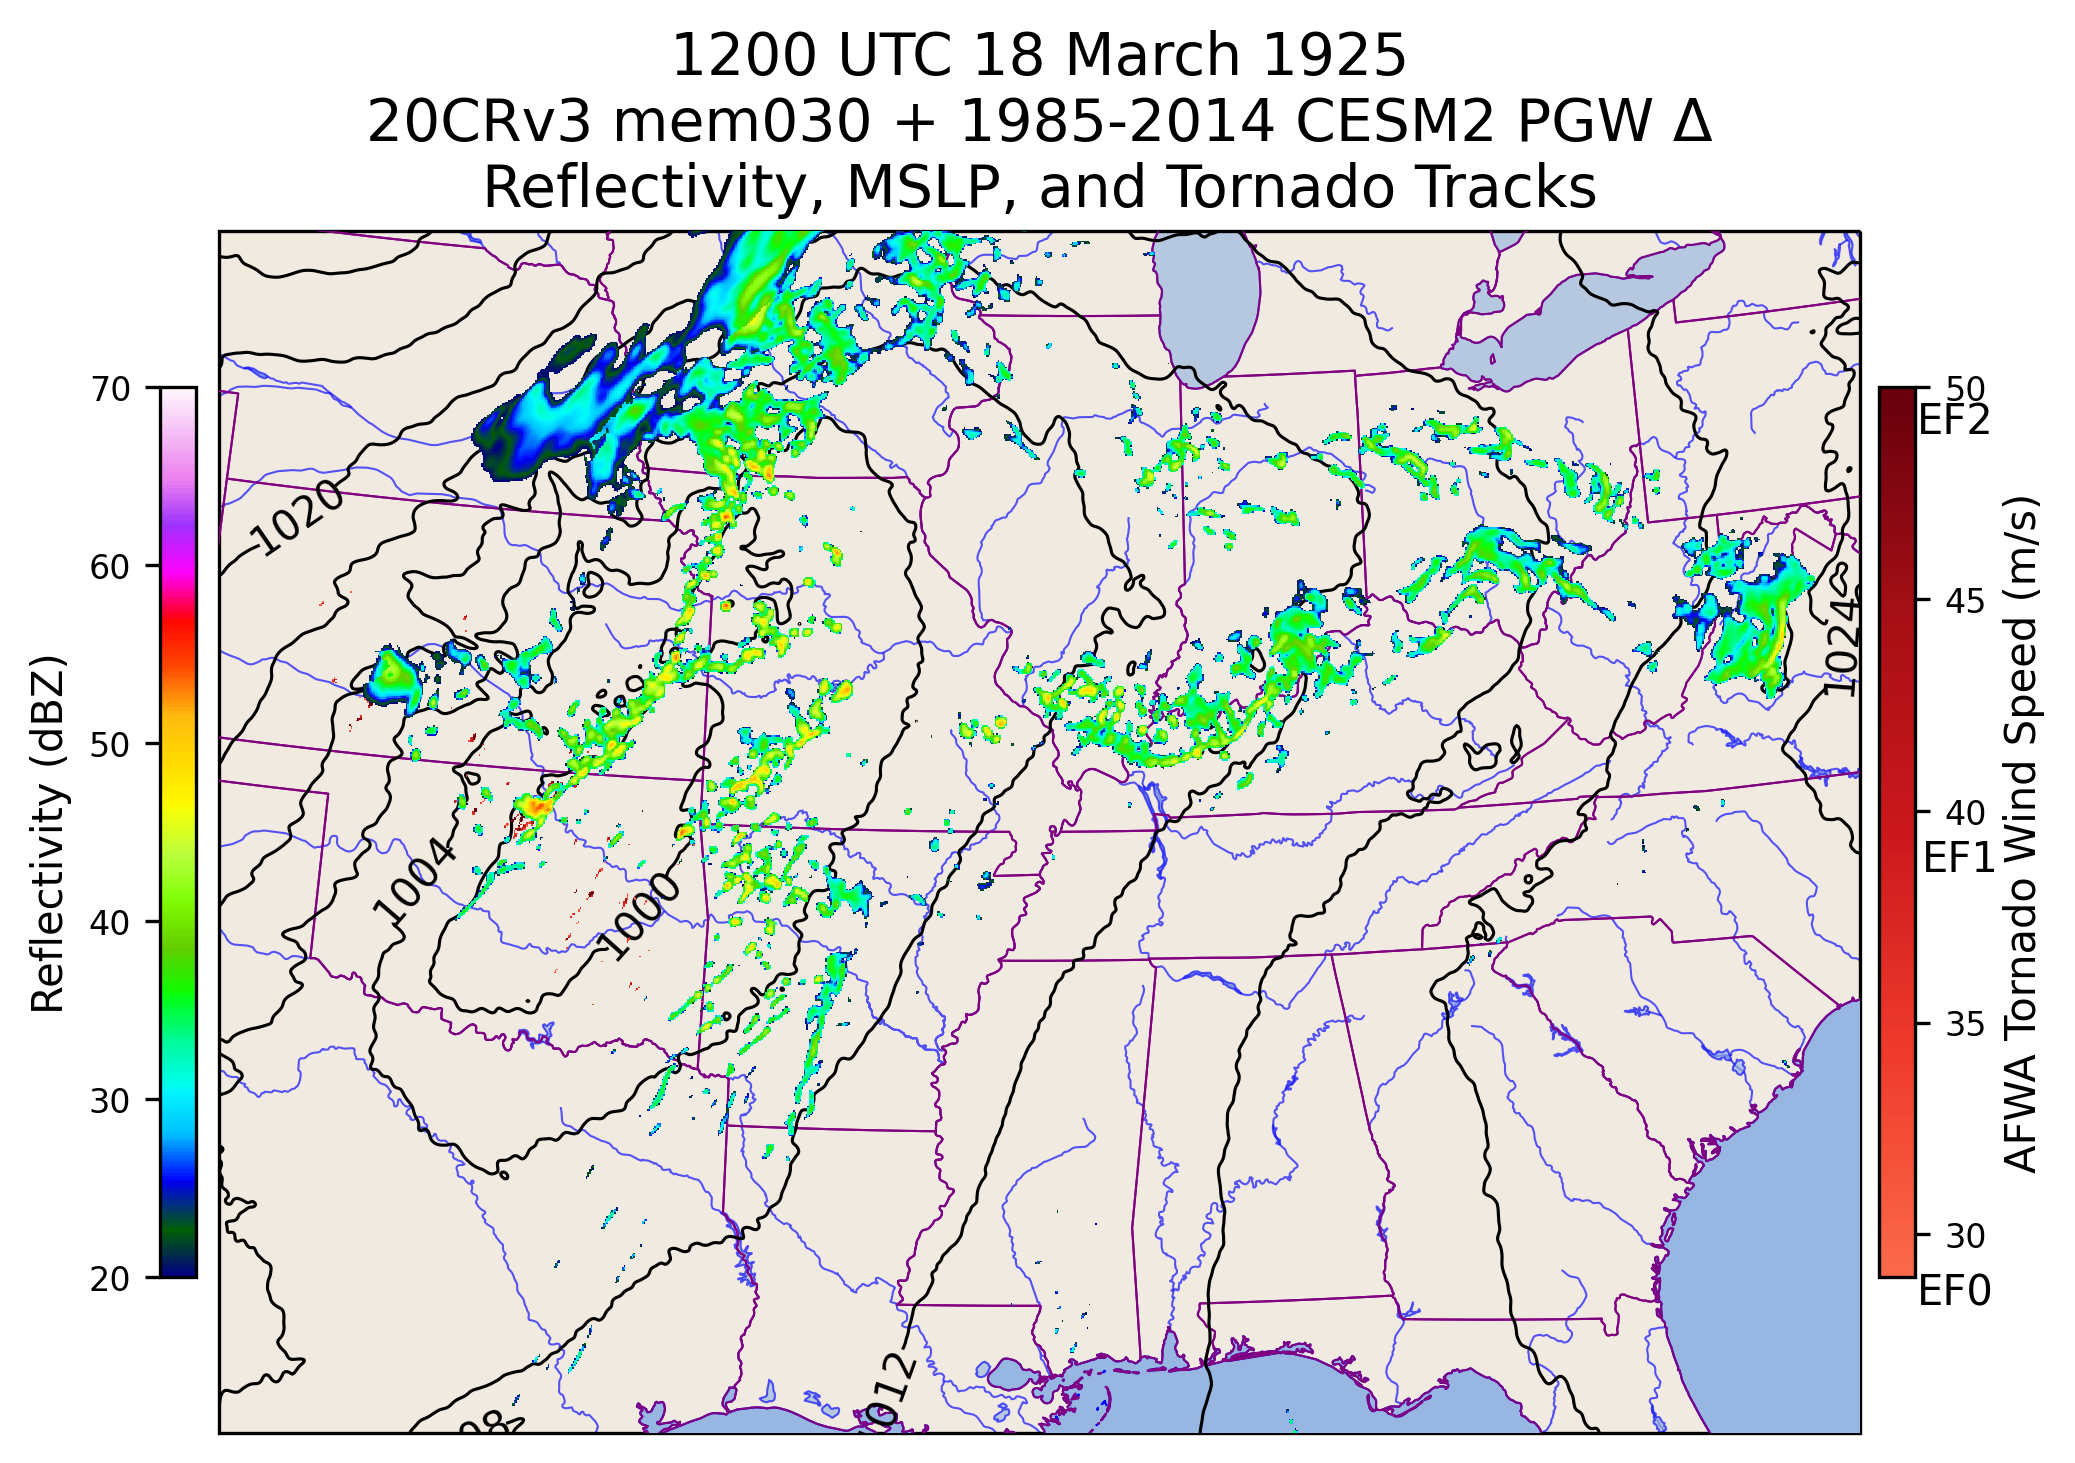 1200 UTC 18 March 1925
20CRv3 mem030 + 1985-2014 CESM2 PGW Δ
Reflectivity, MSLP, and Tornado Tracks
Reflectivity (dBZ)
70
60
50
40
30
20
1020
1004
1000
1024
012
08
50
EF2
45
40
EF1
35
30
EF0
AFWA Tornado Wind Speed (m/s)